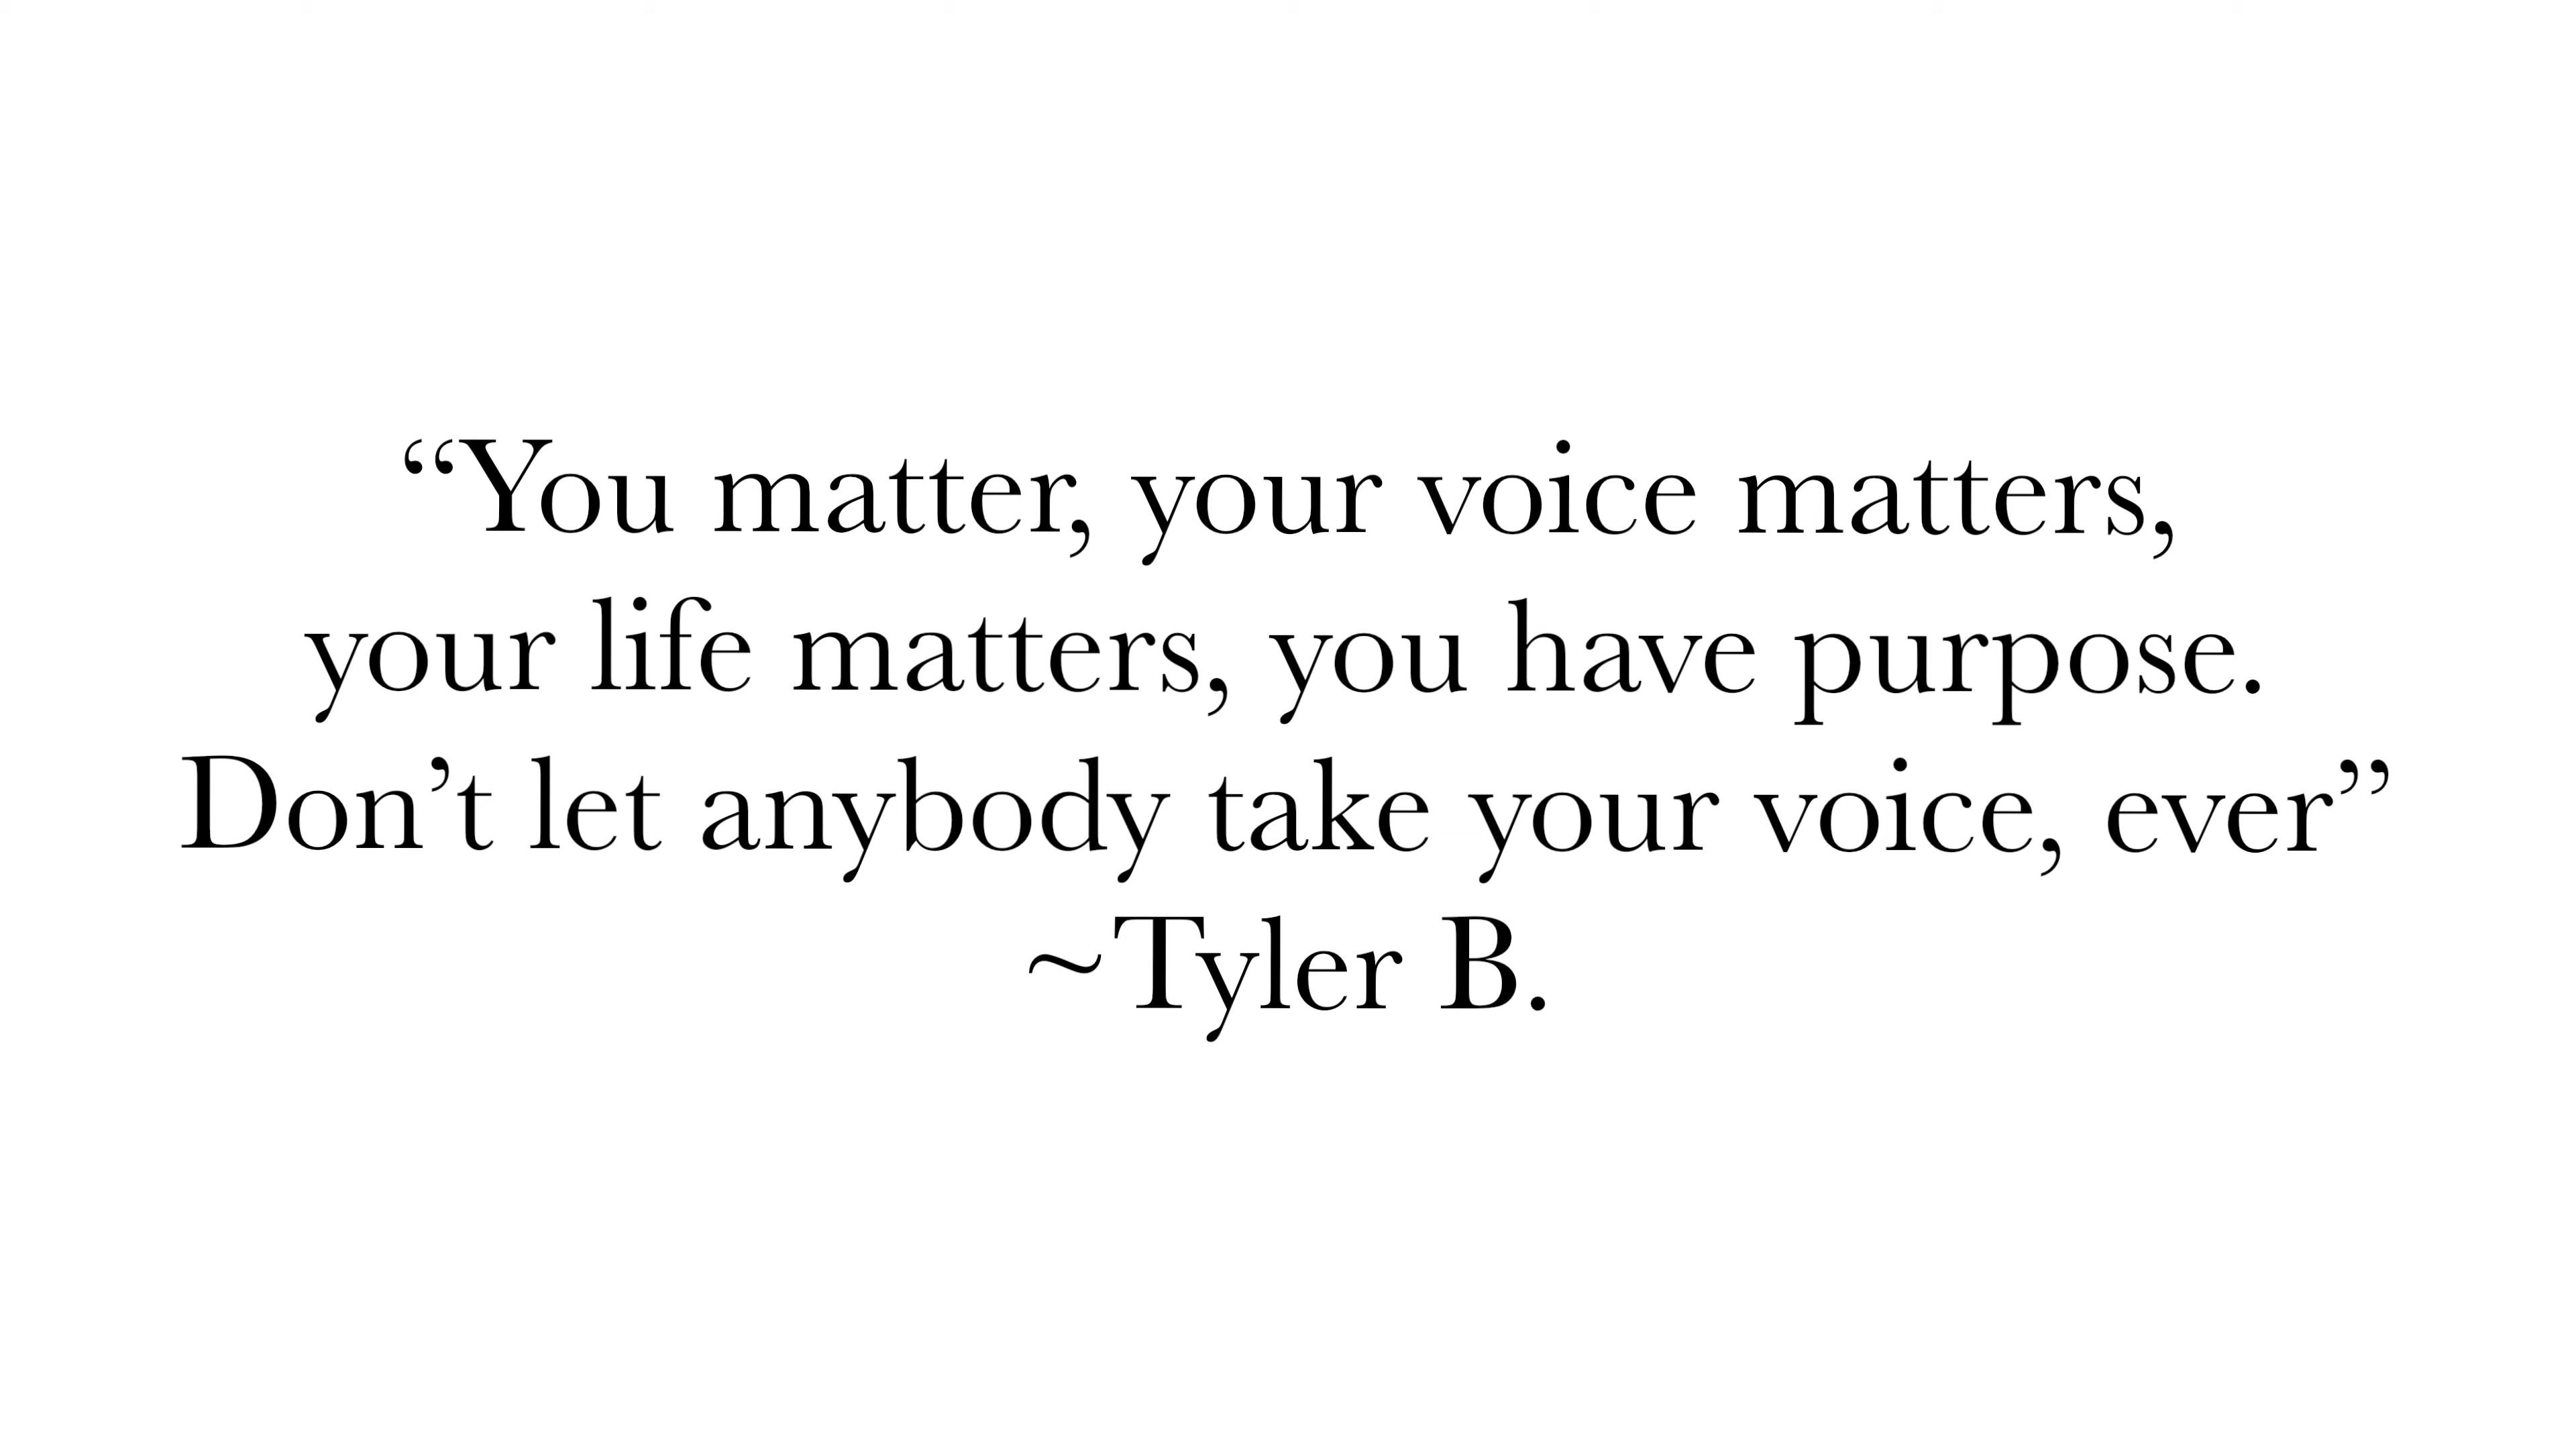 “You matter, your voice matters,
your life matters, you have purpose.
Don’t let anybody take your voice, ever”
~Tyler B.